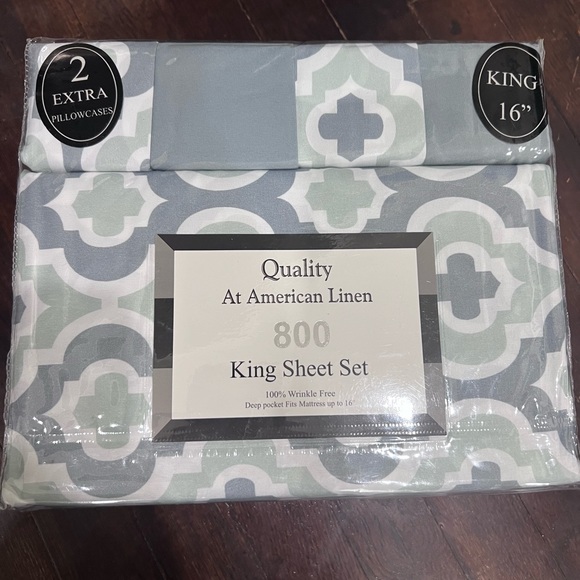 2
EXTRA
PILLOWCASES
KING
16”
Quality
At American Linen
800
King Sheet Set
100% Wrinkle Free
Deep pocket Fits Mattress up to 16"